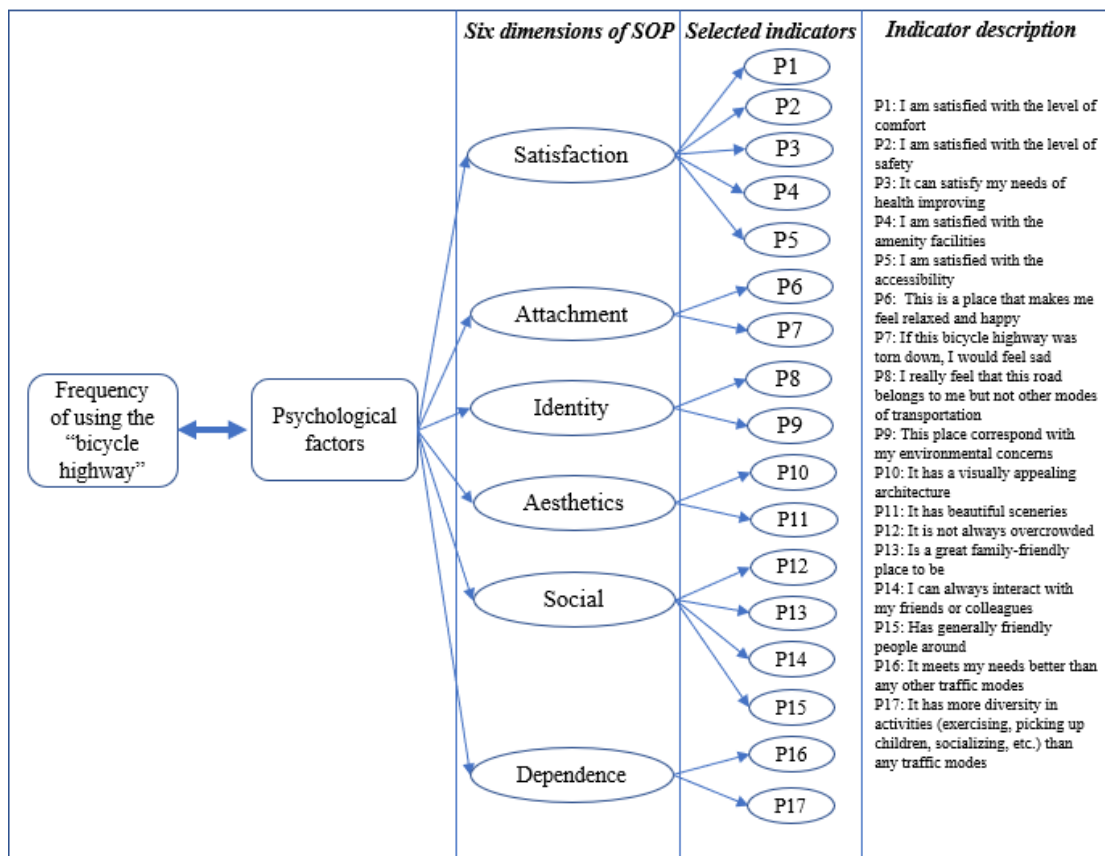 Six dimensions of SOP
Selected indicators
Indicator description
Frequency
of using the
“bicycle
highway”
Psychological
factors
Satisfaction
Attachment
Identity
Aesthetics
Social
Dependence
P1
P2
P3
P4
P5
P6
P7
P8
P9
P10
P11
P12
P13
P14
P15
P16
P17
P1: I am satisfied with the level of
comfort
P2: I am satisfied with the level of
safety
P3: It can satisfy my needs of
health improving
P4: I am satisfied with the
amenity facilities
P5: I am satisfied with the
accessibility
P6:  This is a place that makes me
feel relaxed and happy
P7: If this bicycle highway was
torn down, I would feel sad
P8: I really feel that this road
belongs to me but not other modes
of transportation
P9: This place correspond with
my environmental concerns
P10: It has a visually appealing
architecture
P11: It has beautiful sceneries
P12: It is not always overcrowded
P13: Is a great family-friendly
place to be
P14: I can always interact with
my friends or colleagues
P15: Has generally friendly
people around
P16: It meets my needs better than
any other traffic modes
P17: It has more diversity in
activities (exercising, picking up
children, socializing, etc.) than
any traffic modes